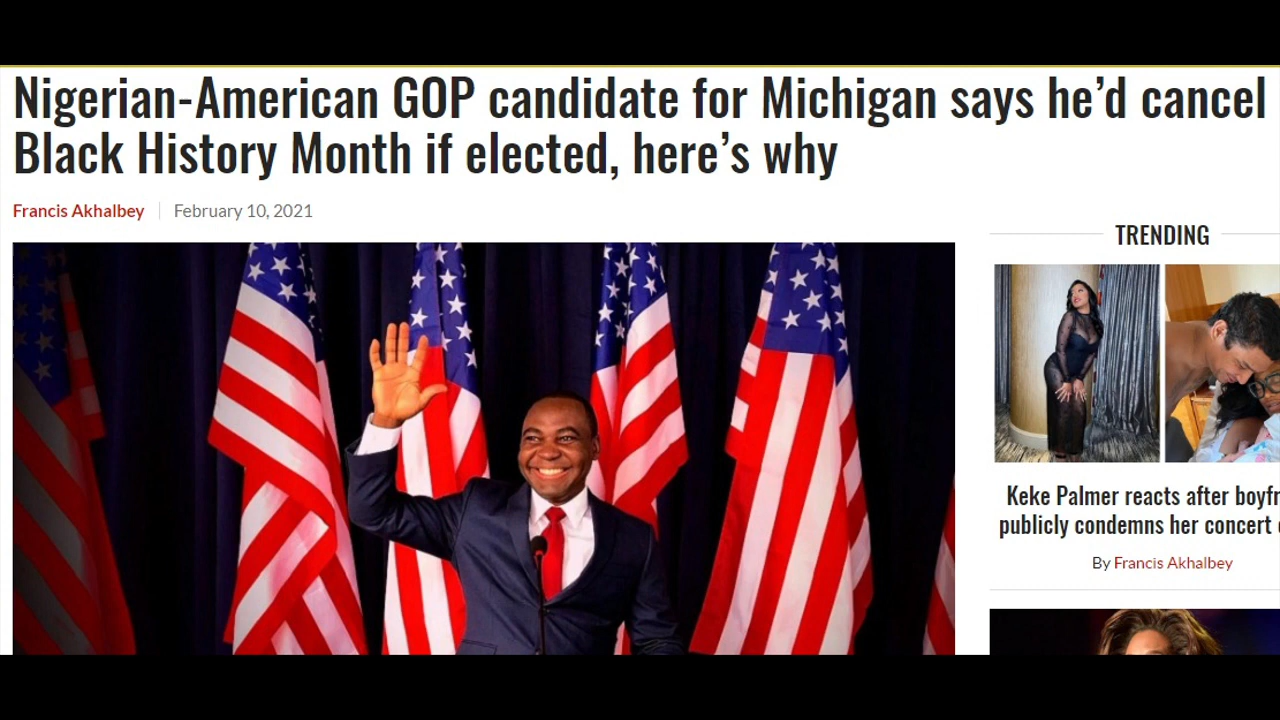 Nigerian-American GOP candidate for Michigan says he’d cancel
Black History Month if elected, here’s why
Francis Akhalbey
February 10, 2021
TRENDING
Keke Palmer reacts after
publicly condemns her concert
By Francis Akhalbey